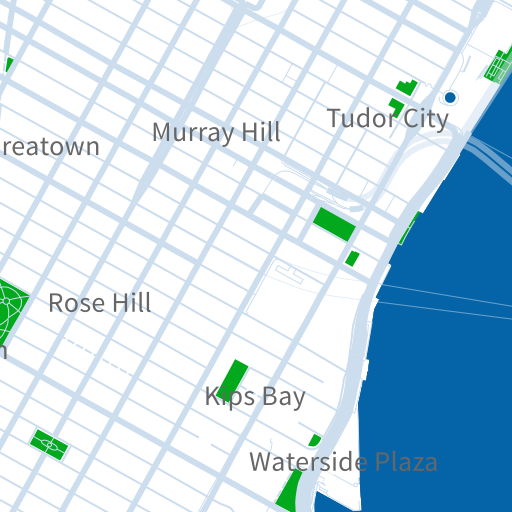 Tudor City
Murray Hill
reatown
Rose Hill
n
Kips Bay
Waterside Plaza